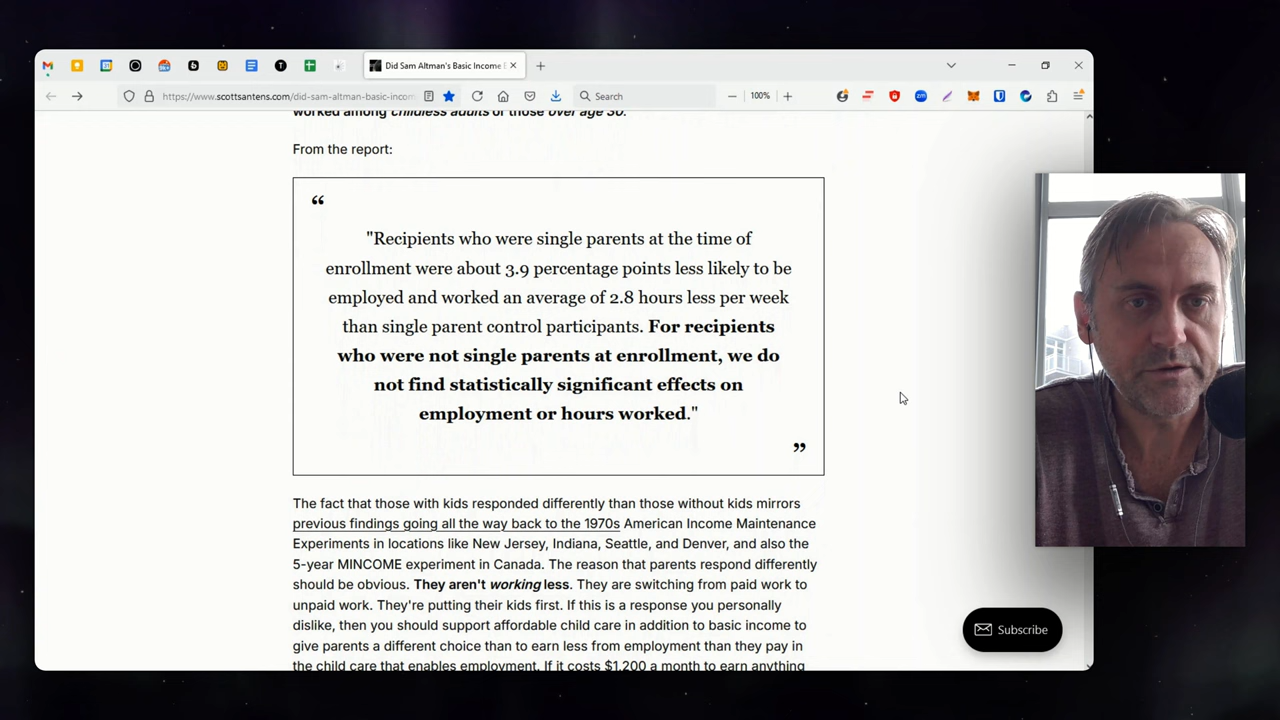 Did Sam Altman's Basic Income E
https://www.scottsantens.com/did-sam-altman-basic-incom
Search
100%
worked among childless adults or those over age 30.
From the report:
“
"Recipients who were single parents at the time of
enrollment were about 3.9 percentage points less likely to be
employed and worked an average of 2.8 hours less per week
than single parent control participants. For recipients
who were not single parents at enrollment, we do
not find statistically significant effects on
employment or hours worked."
”
The fact that those with kids responded differently than those without kids mirrors
previous findings going all the way back to the 1970s American Income Maintenance
Experiments in locations like New Jersey, Indiana, Seattle, and Denver, and also the
5-year MINCOME experiment in Canada. The reason that parents respond differently
should be obvious. They aren't working less. They are switching from paid work to
unpaid work. They're putting their kids first. If this is a response you personally
dislike, then you should support affordable child care in addition to basic income to
give parents a different choice than to earn less from employment than they pay in
the child care that enables employment. If it costs $1,200 a month to earn anything
Subscribe